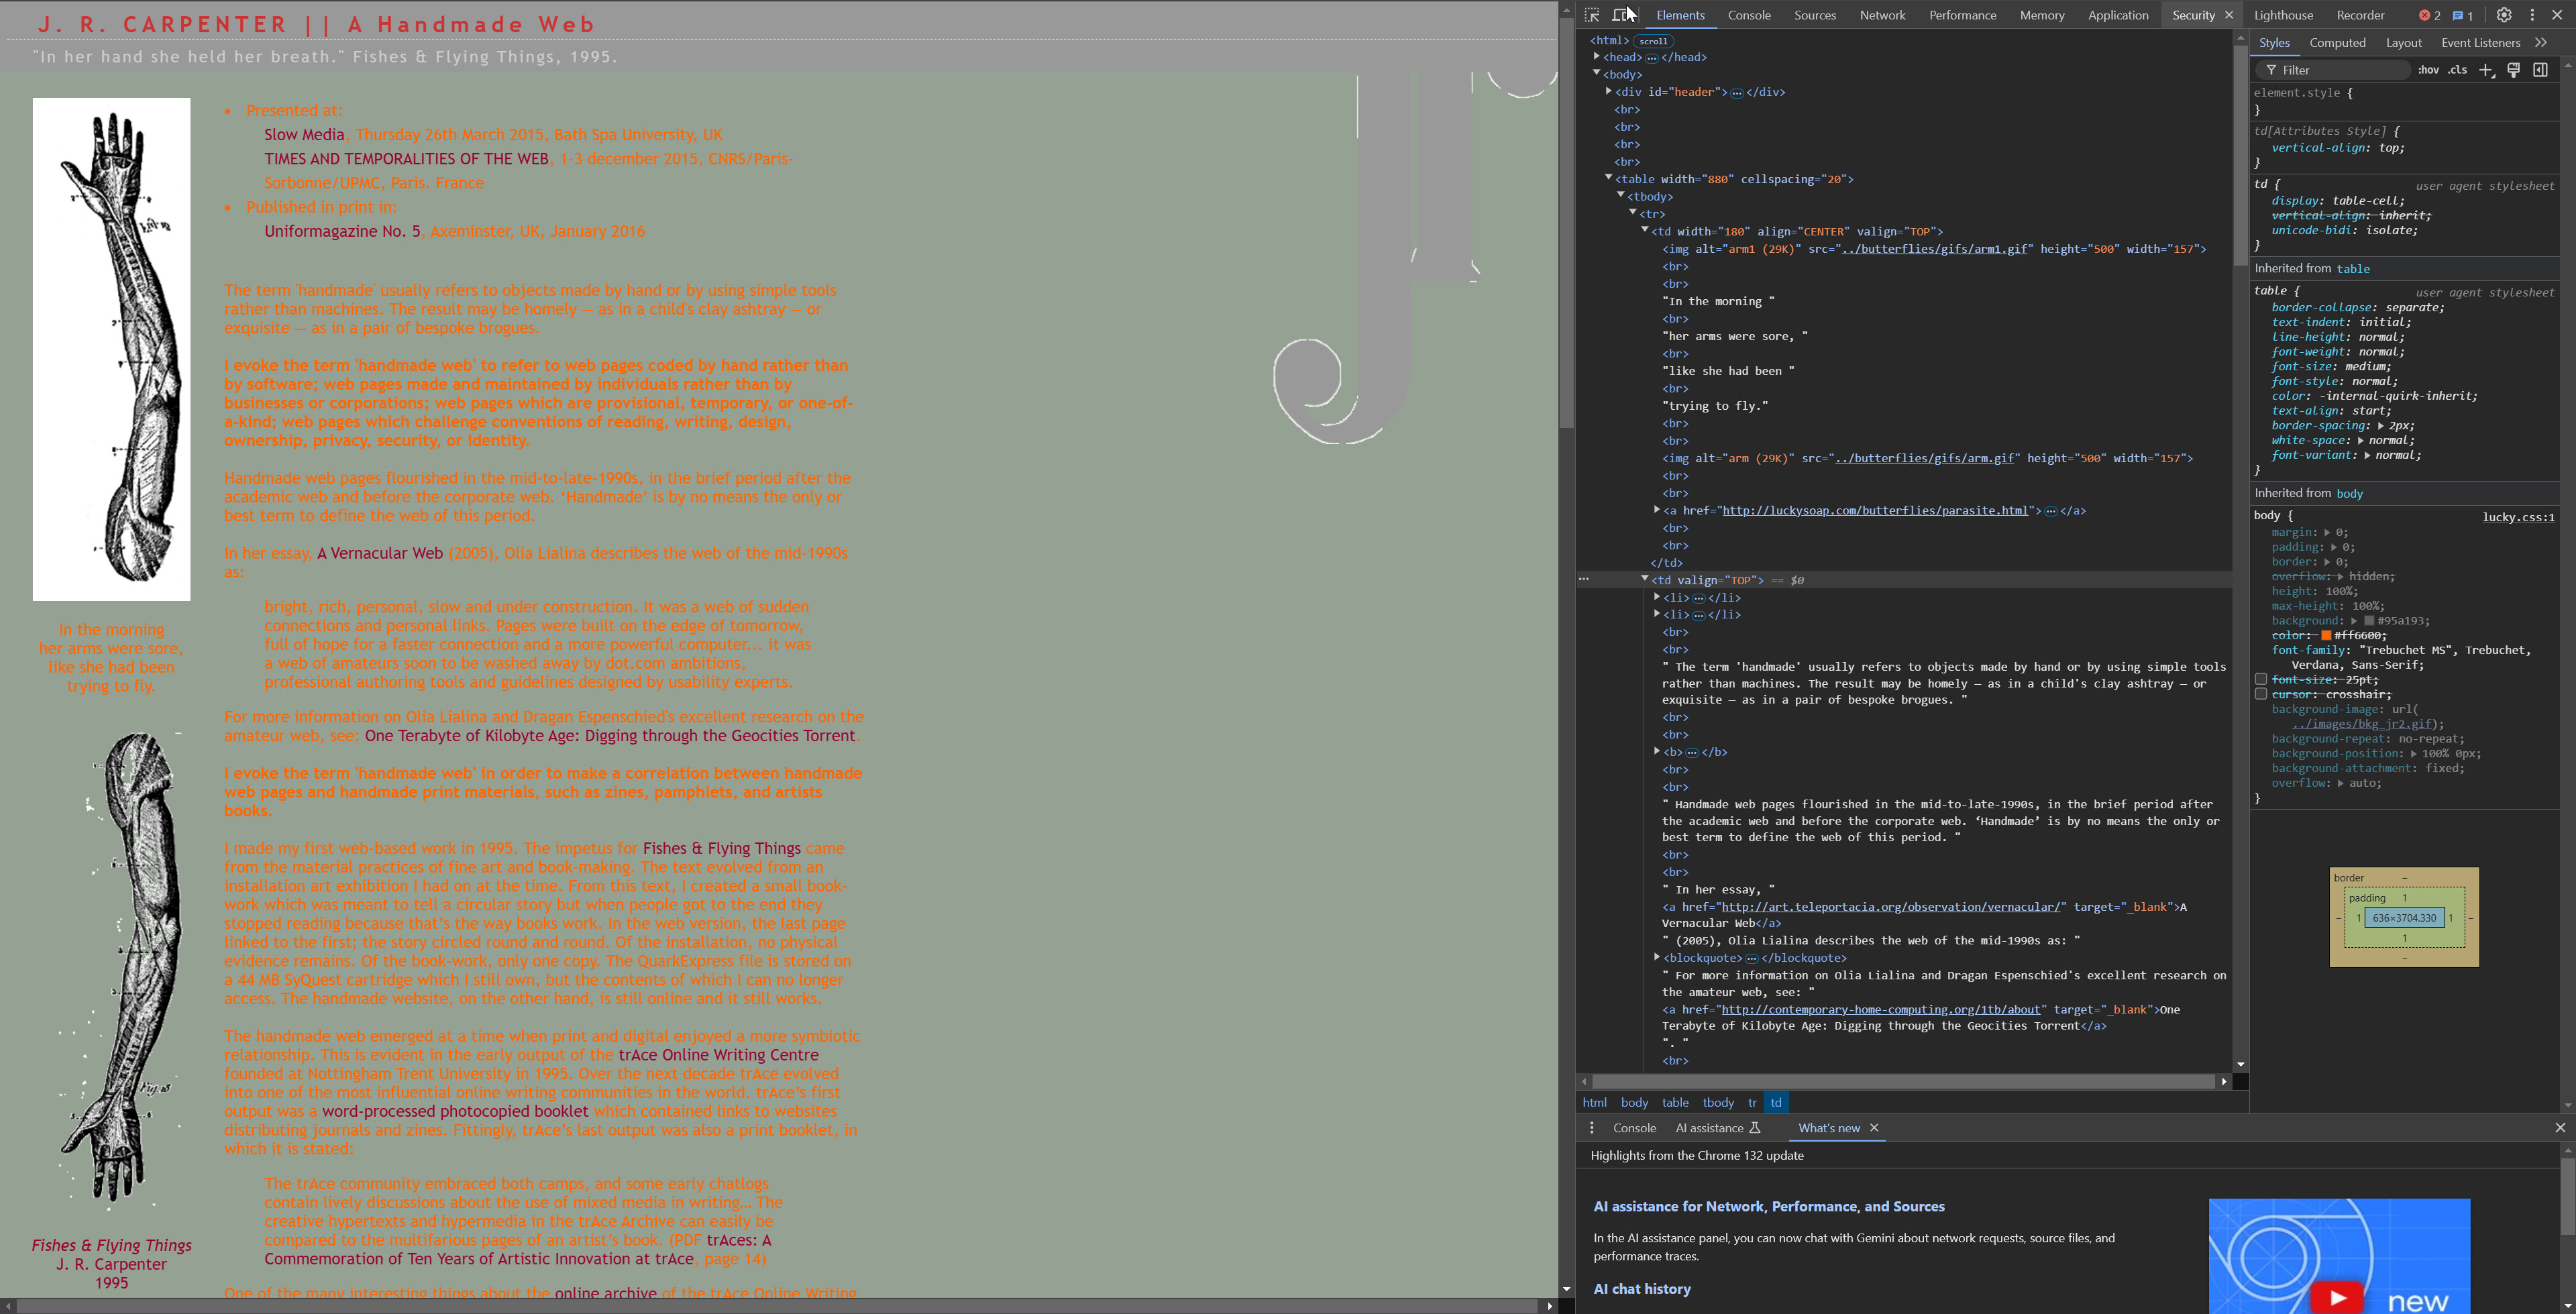 J. R. CARPENTER || A Handmade Web
"In her hand she held her breath." Fishes & Flying Things, 1995.
In the morning
her arms were sore,
like she had been
trying to fly.
Fishes & Flying Things
J. R. Carpenter
1995
• Presented at:
Slow Media, Thursday 26th March 2015, Bath Spa University, UK
TIMES AND TEMPORALITIES OF THE WEB, 1-3 december 2015, CNRS/Paris-
Sorbonne/UPMC, Paris. France
• Published in print in:
Uniformagazine No. 5, Axeminster, UK, January 2016
The term 'handmade' usually refers to objects made by hand or by using simple tools
rather than machines. The result may be homely — as in a child's clay ashtray — or
exquisite — as in a pair of bespoke brogues.
I evoke the term 'handmade web' to refer to web pages coded by hand rather than
by software; web pages made and maintained by individuals rather than by
businesses or corporations; web pages which are provisional, temporary, or one-of-
a-kind; web pages which challenge conventions of reading, writing, design,
ownership, privacy, security, or identity.
Handmade web pages flourished in the mid-to-late-1990s, in the brief period after the
academic web and before the corporate web. ‘Handmade’ is by no means the only or
best term to define the web of this period.
In her essay, A Vernacular Web (2005), Olia Lialina describes the web of the mid-1990s
as:
bright, rich, personal, slow and under construction. It was a web of sudden
connections and personal links. Pages were built on the edge of tomorrow,
full of hope for a faster connection and a more powerful computer... it was
a web of amateurs soon to be washed away by dot.com ambitions,
professional authoring tools and guidelines designed by usability experts.
For more information on Olia Lialina and Dragan Espenschied's excellent research on the
amateur web, see: One Terabyte of Kilobyte Age: Digging through the Geocities Torrent.
I evoke the term 'handmade web' in order to make a correlation between handmade
web pages and handmade print materials, such as zines, pamphlets, and artists
books.
I made my first web-based work in 1995. The impetus for Fishes & Flying Things came
from the material practices of fine art and book-making. The text evolved from an
installation art exhibition I had on at the time. From this text, I created a small book-
work which was meant to tell a circular story but when people got to the end they
stopped reading because that’s the way books work. In the web version, the last page
linked to the first; the story circled round and round. Of the installation, no physical
evidence remains. Of the book-work, only one copy. The QuarkExpress file is stored on
a 44 MB SyQuest cartridge which I still own, but the contents of which I can no longer
access. The handmade website, on the other hand, is still online and it still works.
The handmade web emerged at a time when print and digital enjoyed a more symbiotic
relationship. This is evident in the early output of the trAce Online Writing Centre
founded at Nottingham Trent University in 1995. Over the next decade trAce evolved
into one of the most influential online writing communities in the world. trAce’s first
output was a word-processed photocopied booklet which contained links to websites
distributing journals and zines. Fittingly, trAce’s last output was also a print booklet, in
which it is stated:
The trAce community embraced both camps, and some early chatlogs
contain lively discussions about the use of mixed media in writing… The
creative hypertexts and hypermedia in the trAce Archive can easily be
compared to the multifarious pages of an artist’s book. (PDF trAces: A
Commemoration of Ten Years of Artistic Innovation at trAce, page 14)
One of the many interesting things about the online archive of the trAce Online Writing
Elements Console Sources Network Performance Memory Application Security Lighthouse Recorder 2 1
<html> scroll
<head> … </head>
<body>
<div id="header"> … </div>
<br>
<br>
<br>
<br>
<table width="880" cellspacing="20">
<tbody>
<tr>
<td width="180" align="CENTER" valign="TOP">
<img alt="arm1 (29K)" src="../butterflies/gifs/arm1.gif" height="500" width="157">
<br>
<br>
"In the morning "
<br>
"her arms were sore, "
<br>
"like she had been "
<br>
"trying to fly."
<br>
<br>
<img alt="arm (29K)" src="../butterflies/gifs/arm.gif" height="500" width="157">
<br>
<br>
<a href="http://luckysoap.com/butterflies/parasite.html"> … </a>
<br>
<br>
</td>
<td valign="TOP"> == $0
<li> … </li>
<li> … </li>
<br>
<br>
" The term 'handmade' usually refers to objects made by hand or by using simple tools
rather than machines. The result may be homely — as in a child's clay ashtray — or
exquisite — as in a pair of bespoke brogues. "
<br>
<br>
<b> … </b>
<br>
<br>
" Handmade web pages flourished in the mid-to-late-1990s, in the brief period after
the academic web and before the corporate web. ‘Handmade’ is by no means the only or
best term to define the web of this period. "
<br>
<br>
" In her essay, "
<a href="http://art.teleportacia.org/observation/vernacular/" target="_blank">A
Vernacular Web</a>
" (2005), Olia Lialina describes the web of the mid-1990s as: "
<blockquote> … </blockquote>
" For more information on Olia Lialina and Dragan Espenschied's excellent research on
the amateur web, see: "
<a href="http://contemporary-home-computing.org/1tb/about" target="_blank">One
Terabyte of Kilobyte Age: Digging through the Geocities Torrent</a>
". "
<br>
html body table tbody tr td
Styles Computed Layout Event Listeners
Filter :hov .cls
element.style {
}
td[Attributes Style] {
vertical-align: top;
}
td { user agent stylesheet
display: table-cell;
vertical-align: inherit;
unicode-bidi: isolate;
}
Inherited from table
table { user agent stylesheet
border-collapse: separate;
text-indent: initial;
line-height: normal;
font-weight: normal;
font-size: medium;
font-style: normal;
color: -internal-quirk-inherit;
text-align: start;
border-spacing: 2px;
white-space: normal;
font-variant: normal;
}
Inherited from body
body { lucky.css:1
margin: 0;
padding: 0;
border: 0;
overflow: hidden;
height: 100%;
max-height: 100%;
background: #95a193;
color: #ff6600;
font-family: "Trebuchet MS", Trebuchet,
Verdana, Sans-Serif;
font-size: 25pt;
cursor: crosshair;
background-image: url(
../images/bkg_jr2.gif);
background-repeat: no-repeat;
background-position: 100% 0px;
background-attachment: fixed;
overflow: auto;
}
border –
padding 1
– 1 636×3704.330 1 –
1
–
Console AI assistance What's new
Highlights from the Chrome 132 update
AI assistance for Network, Performance, and Sources
In the AI assistance panel, you can now chat with Gemini about network requests, source files, and
performance traces.
AI chat history
new